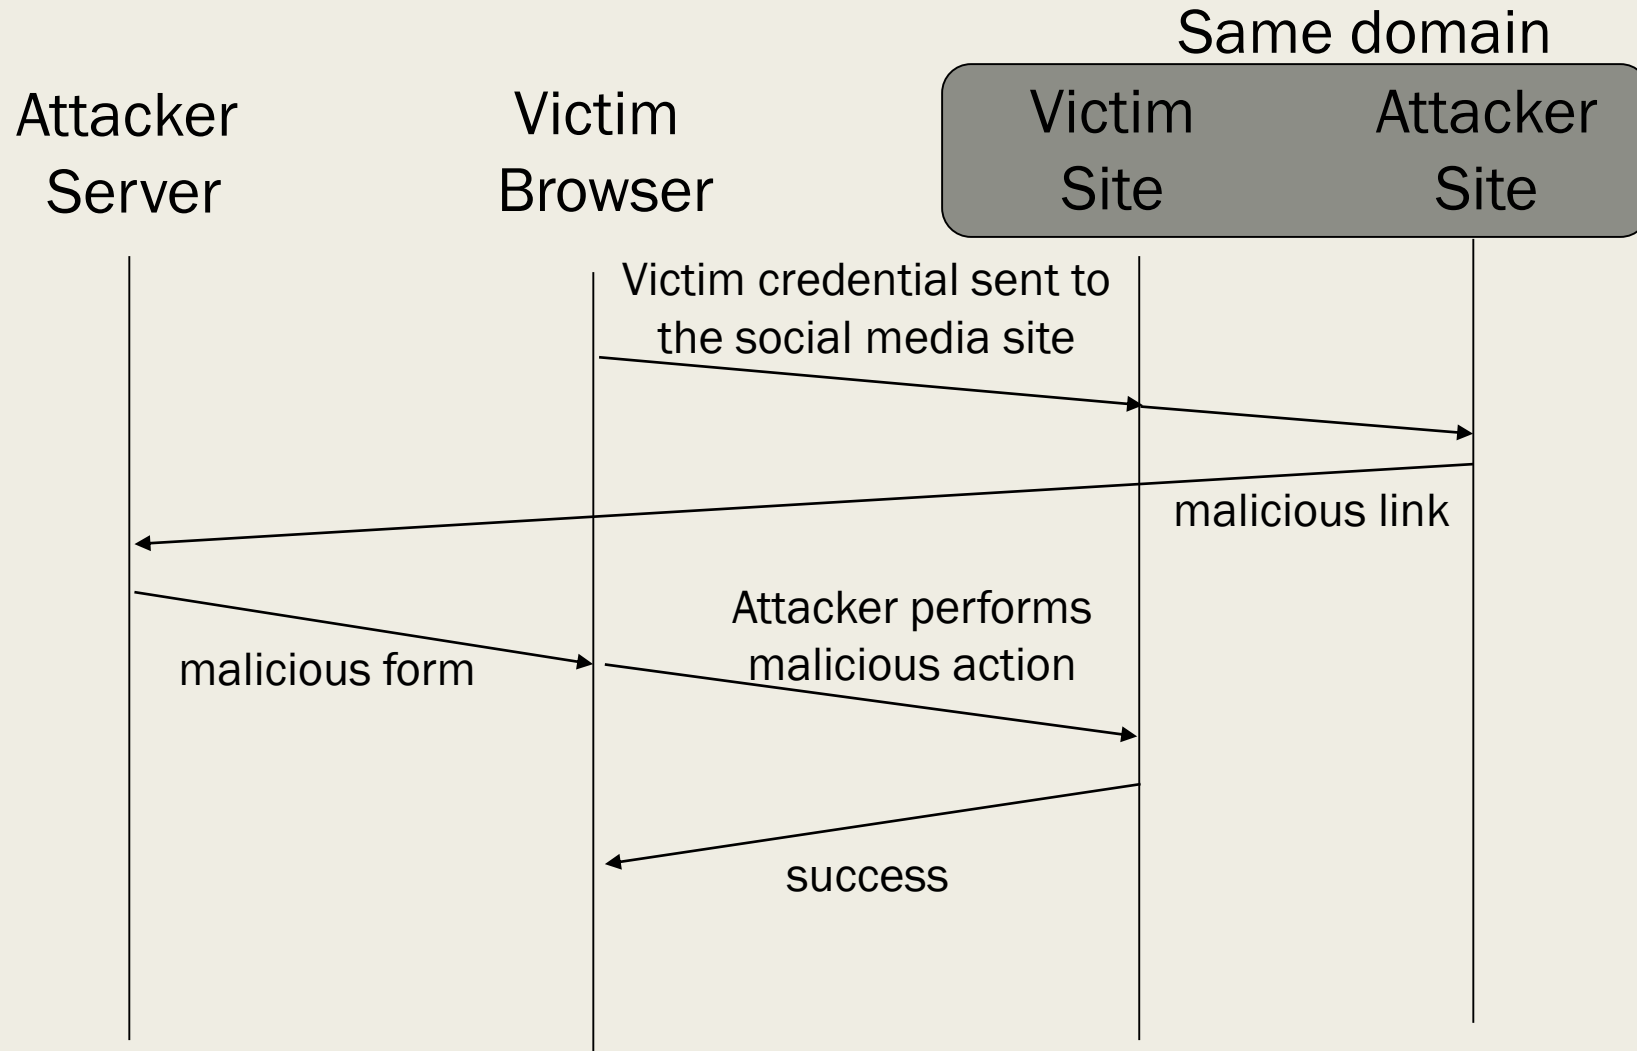 Same domain
Attacker
Server
Victim
Browser
Victim
Site
Attacker
Site
Victim credential sent to
the social media site
malicious link
Attacker performs
malicious action
malicious form
success